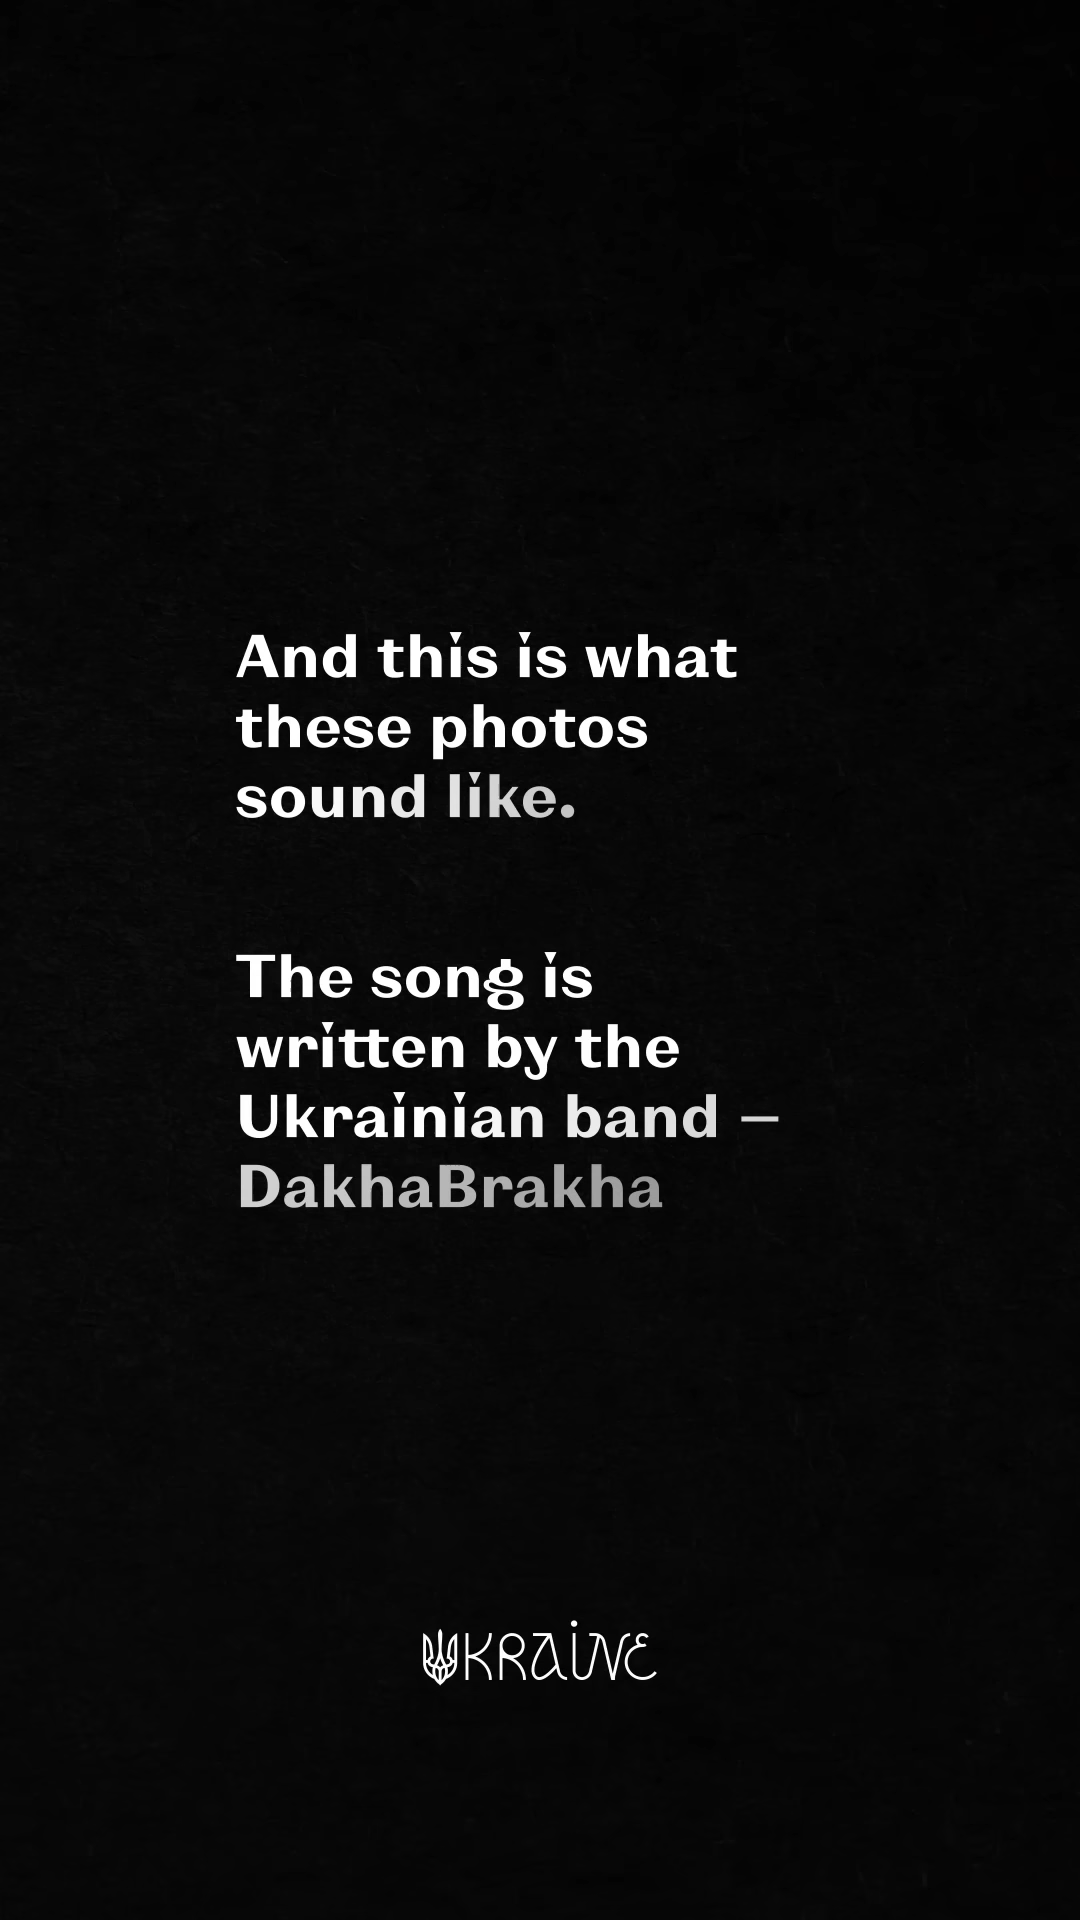 And this is what
these photos
sound like.
The song is
written by the
Ukrainian band –
DakhaBrakha
UKRAINE